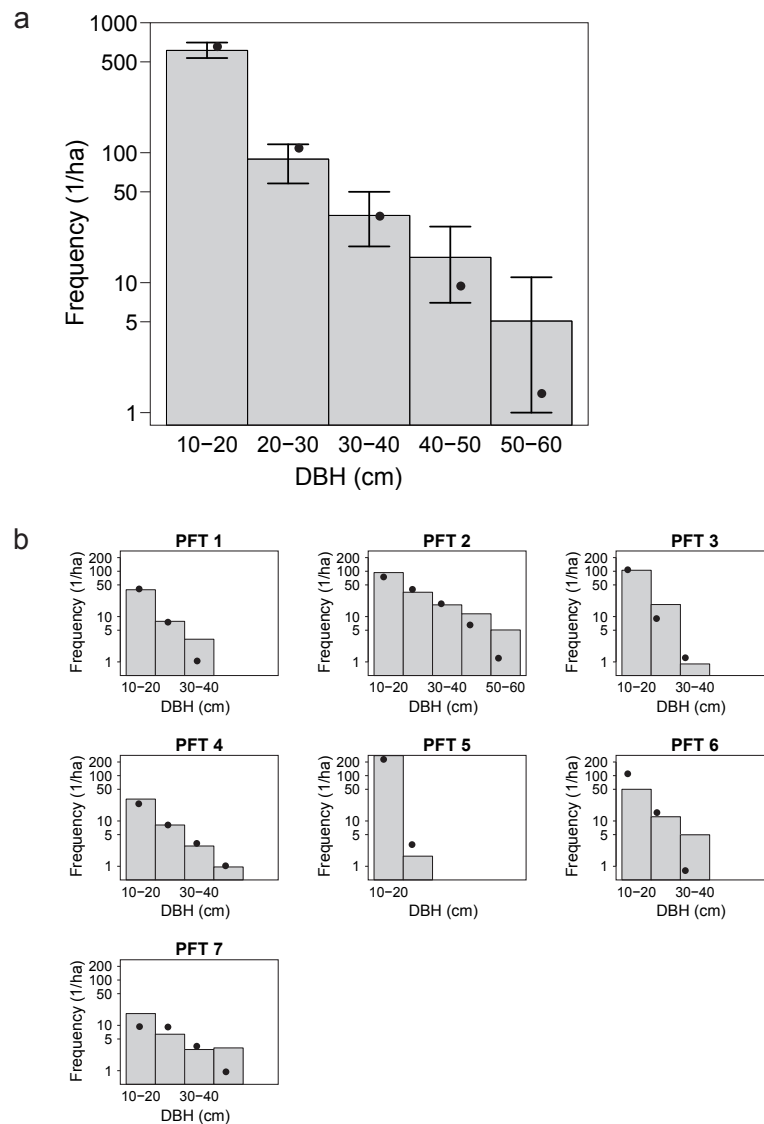 a
Frequency (1/ha)
1000
500
100
50
10
5
1
10−20 20−30 30−40 40−50 50−60
DBH (cm)
b
PFT 1
Frequency (1/ha)
200
100
50
10
5
1
10−20 30−40
DBH (cm)
PFT 2
Frequency (1/ha)
200
100
50
10
5
1
10−20 30−40 50−60
DBH (cm)
PFT 3
Frequency (1/ha)
200
100
50
10
5
1
10−20 30−40
DBH (cm)
PFT 4
Frequency (1/ha)
200
100
50
10
5
1
10−20 30−40
DBH (cm)
PFT 5
Frequency (1/ha)
200
100
50
10
5
1
10−20
DBH (cm)
PFT 6
Frequency (1/ha)
200
100
50
10
5
1
10−20 30−40
DBH (cm)
PFT 7
Frequency (1/ha)
200
100
50
10
5
1
10−20 30−40
DBH (cm)